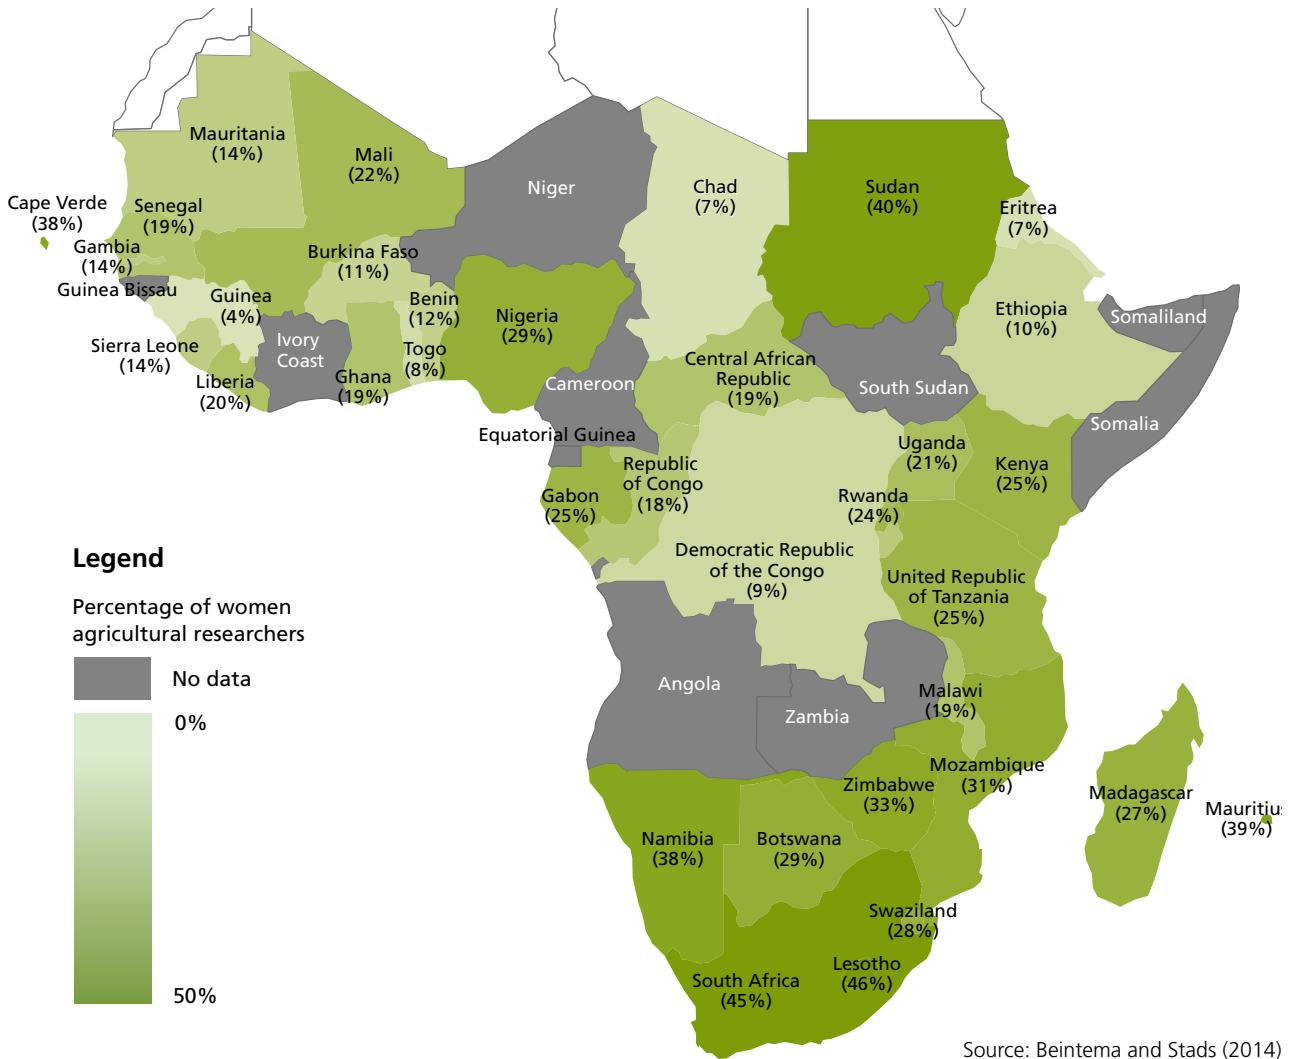 Mauritania
(14%)
Mali
(22%)
Niger
Chad
(7%)
Sudan
(40%)
Eritrea
(7%)
Cape Verde
(38%)
Senegal
(19%)
Gambia
(14%)
Guinea Bissau
Burkina Faso
(11%)
Guinea
(4%)
Benin
(12%)
Nigeria
(29%)
Ethiopia
(10%)
Somaliland
Sierra Leone
(14%)
Ivory
Coast
Togo
(8%)
Liberia
(20%)
Ghana
(19%)
Cameroon
Central African
Republic
(19%)
South Sudan
Somalia
Equatorial Guinea
Uganda
(21%)
Kenya
(25%)
Gabon
(25%)
Republic
of Congo
(18%)
Rwanda
(24%)
Democratic Republic
of the Congo
(9%)
United Republic
of Tanzania
(25%)
Legend
Percentage of women
agricultural researchers
No data
0%
50%
Angola
Zambia
Malawi
(19%)
Mozambique
(31%)
Zimbabwe
(33%)
Madagascar
(27%)
Mauritius
(39%)
Namibia
(38%)
Botswana
(29%)
Swaziland
(28%)
Lesotho
(46%)
South Africa
(45%)
Source: Beintema and Stads (2014)